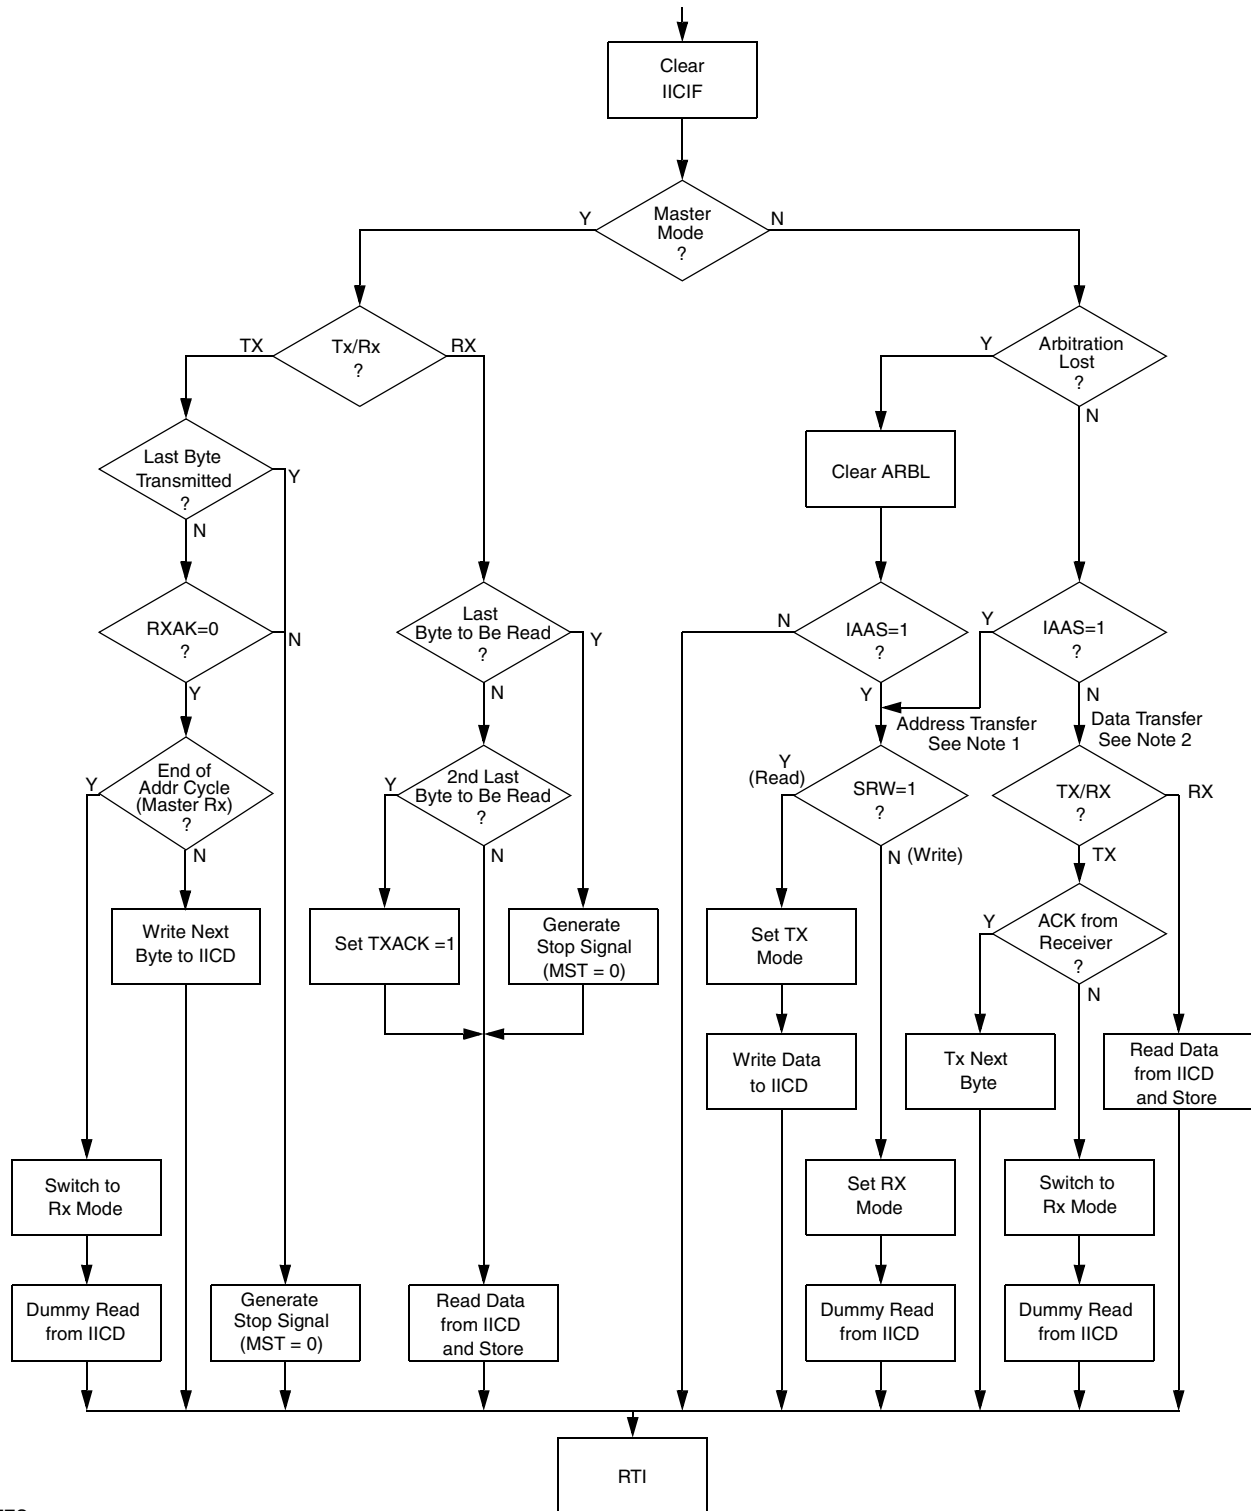 Clear
IICIF
Master
Mode
?
Y
N
Tx/Rx
?
TX
RX
Arbitration
Lost
?
Y
N
Last Byte
Transmitted
?
Y
N
Clear ARBL
RXAK=0
?
N
Y
Last
Byte to Be Read
?
Y
N
IAAS=1
?
N
Y
IAAS=1
?
Y
N
Address Transfer
See Note 1
Data Transfer
See Note 2
End of
Addr Cycle
(Master Rx)
?
Y
N
2nd Last
Byte to Be Read
?
Y
N
Y
(Read)
SRW=1
?
N (Write)
TX/RX
?
RX
TX
Write Next
Byte to IICD
Set TXACK =1
Generate
Stop Signal
(MST = 0)
Set TX
Mode
ACK from
Receiver
?
Y
N
Write Data
to IICD
Tx Next
Byte
Read Data
from IICD
and Store
Switch to
Rx Mode
Set RX
Mode
Switch to
Rx Mode
Dummy Read
from IICD
Generate
Stop Signal
(MST = 0)
Read Data
from IICD
and Store
Dummy Read
from IICD
Dummy Read
from IICD
RTI